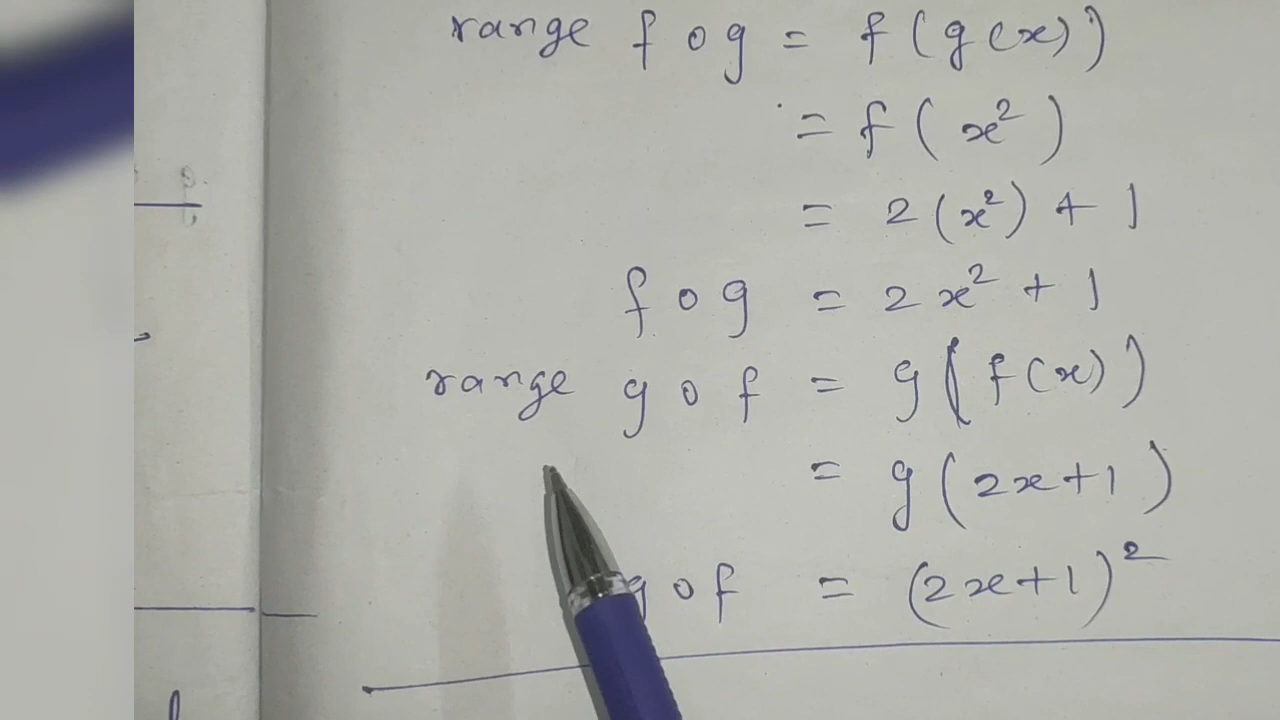 range f o g = f(g(x))
= f(x²)
= 2(x²) + 1
f o g = 2x² + 1
range g o f = g(f(x))
= g(2x+1)
g o f = (2x+1)²